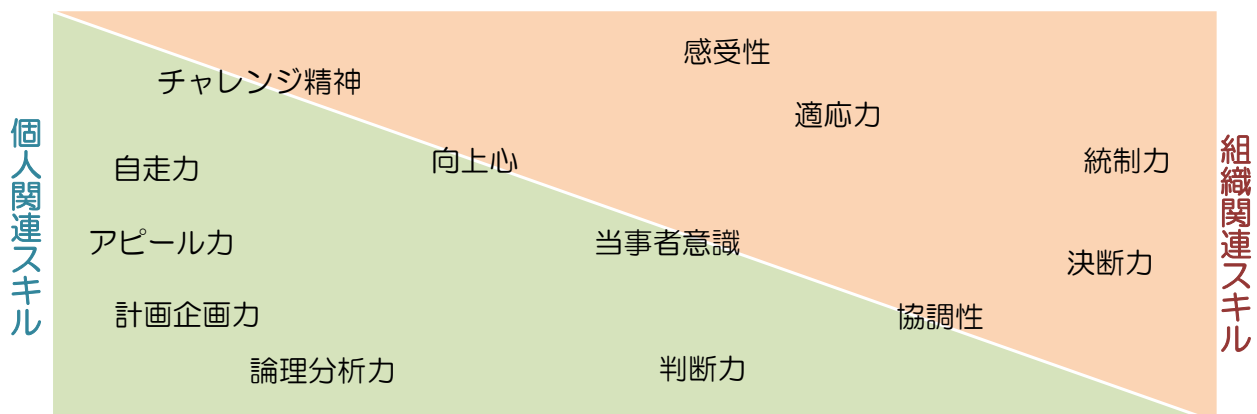 個人関連スキル
チャレンジ精神
感受性
適応力
自走力
向上心
統制力
アピール力
当事者意識
決断力
計画企画力
協調性
論理分析力
判断力
組織関連スキル